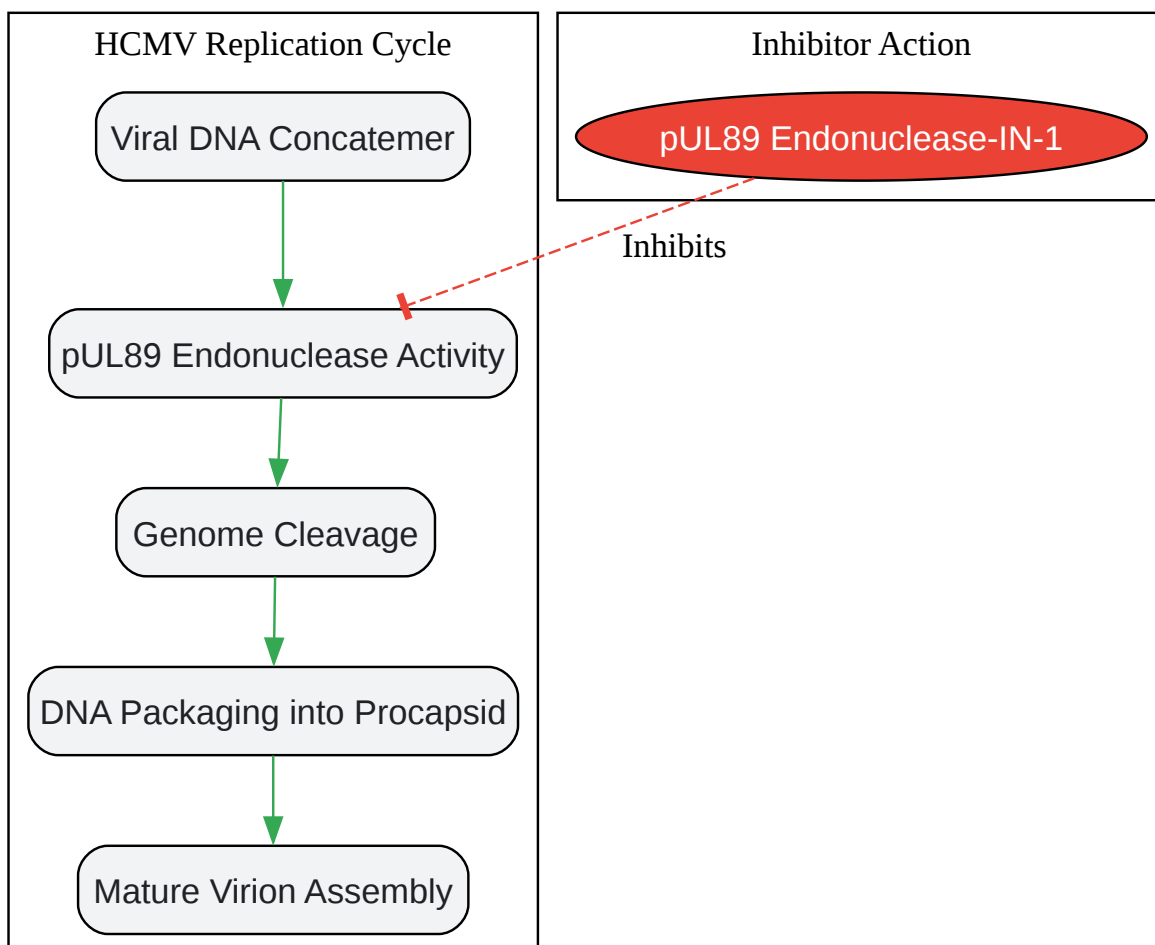 HCMV Replication Cycle
Viral DNA Concatemer
pUL89 Endonuclease Activity
Genome Cleavage
DNA Packaging into Procapsid
Mature Virion Assembly
Inhibitor Action
pUL89 Endonuclease-IN-1
Inhibits